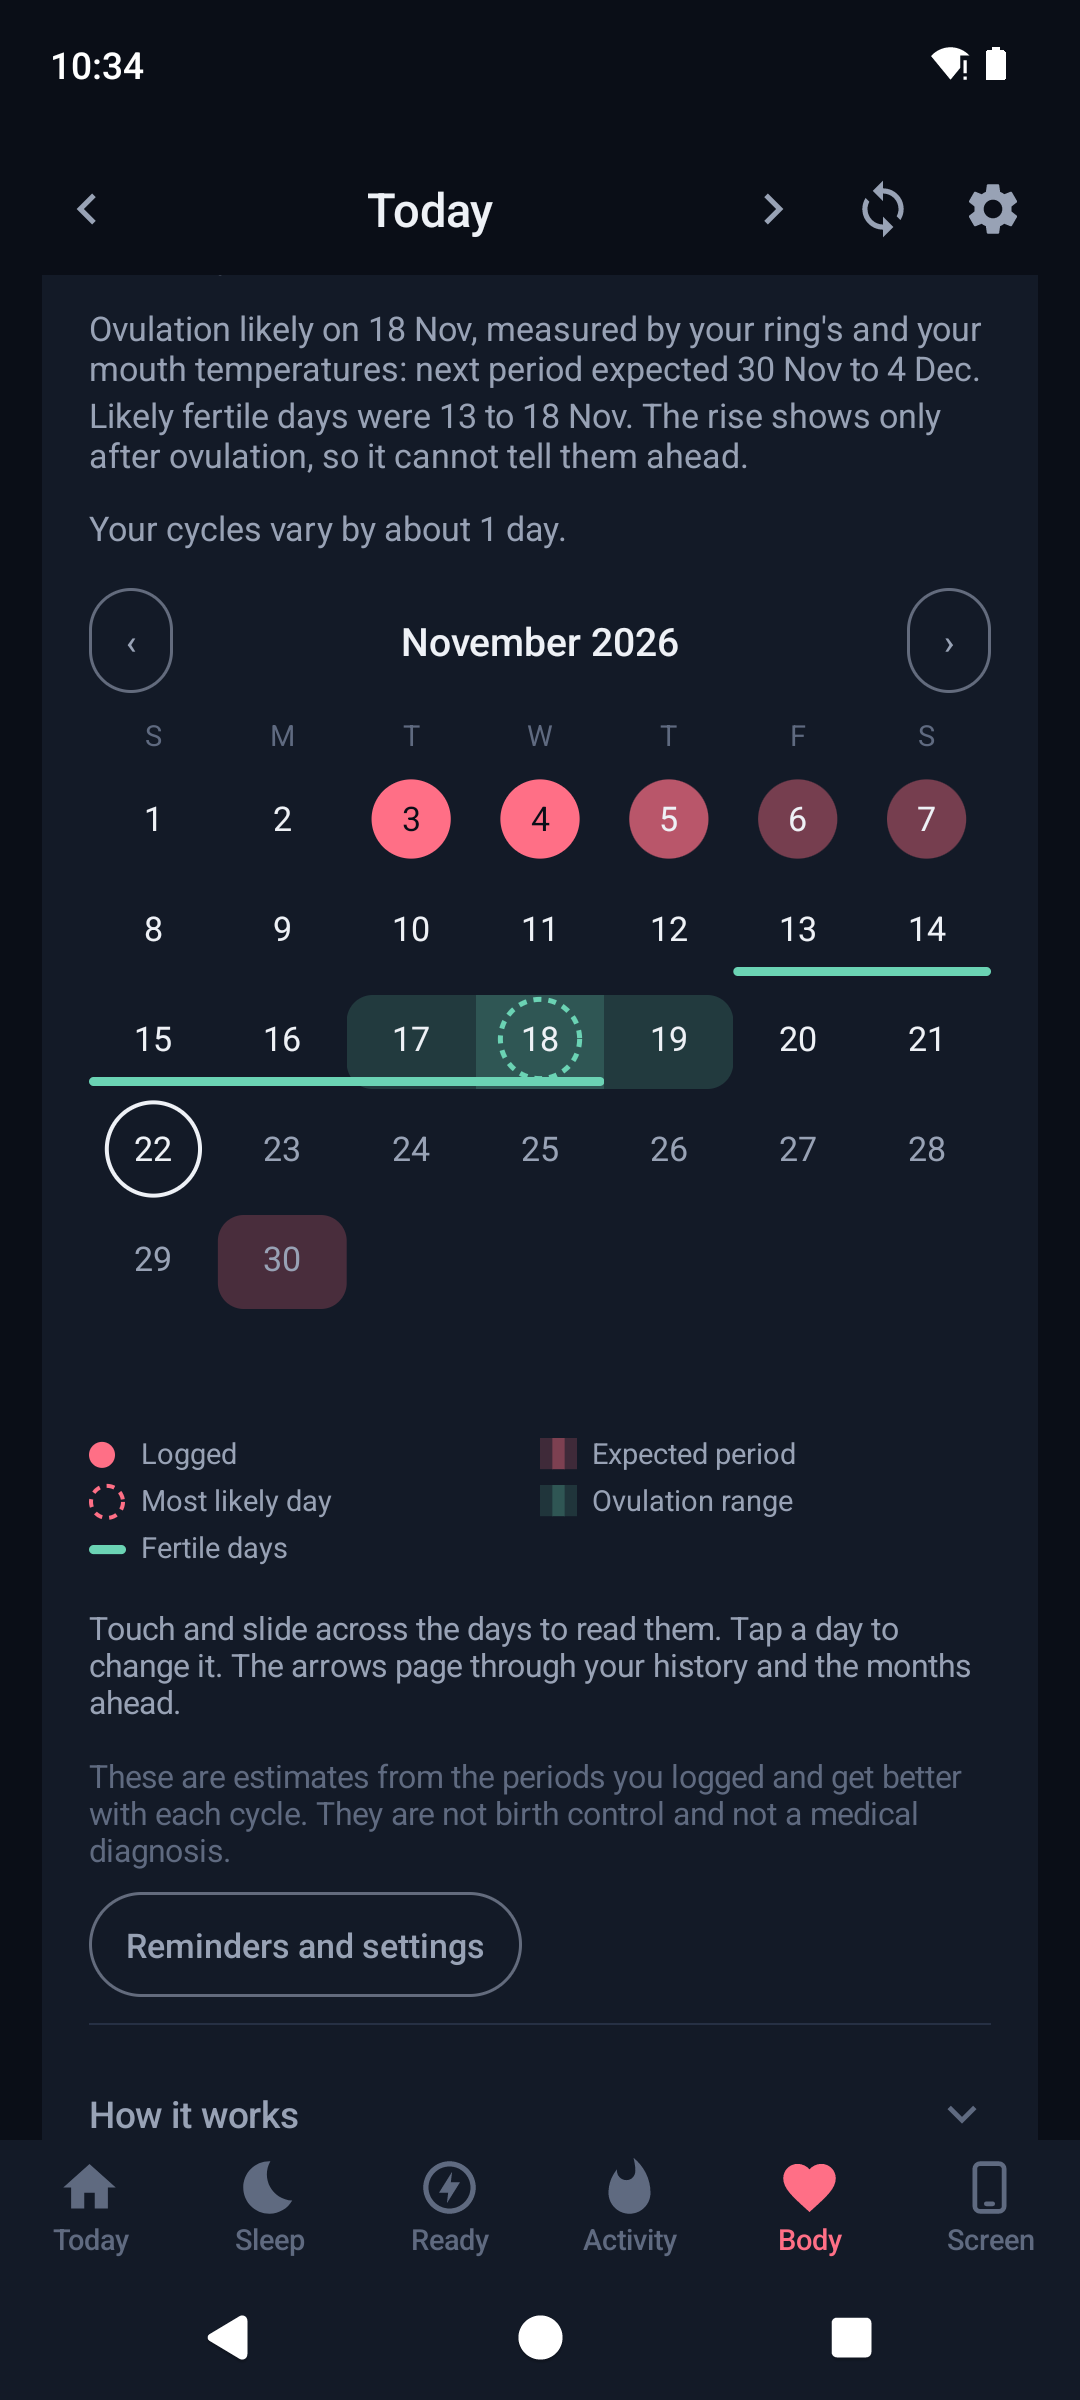 10:34
Today
Ovulation likely on 18 Nov, measured by your ring's and your
mouth temperatures: next period expected 30 Nov to 4 Dec.
Likely fertile days were 13 to 18 Nov. The rise shows only
after ovulation, so it cannot tell them ahead.
Your cycles vary by about 1 day.
‹ November 2026 ›
S M T W T F S
1 2 3 4 5 6 7
8 9 10 11 12 13 14
15 16 17 18 19 20 21
22 23 24 25 26 27 28
29 30
Logged Expected period
Most likely day Ovulation range
Fertile days
Touch and slide across the days to read them. Tap a day to
change it. The arrows page through your history and the months
ahead.
These are estimates from the periods you logged and get better
with each cycle. They are not birth control and not a medical
diagnosis.
Reminders and settings
How it works
Today Sleep Ready Activity Body Screen